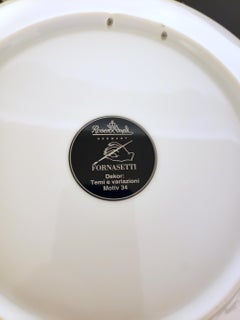 Rosenthal
GERMANY
FORNASETTI
Dekor:
Temi e variazioni
Motiv 34